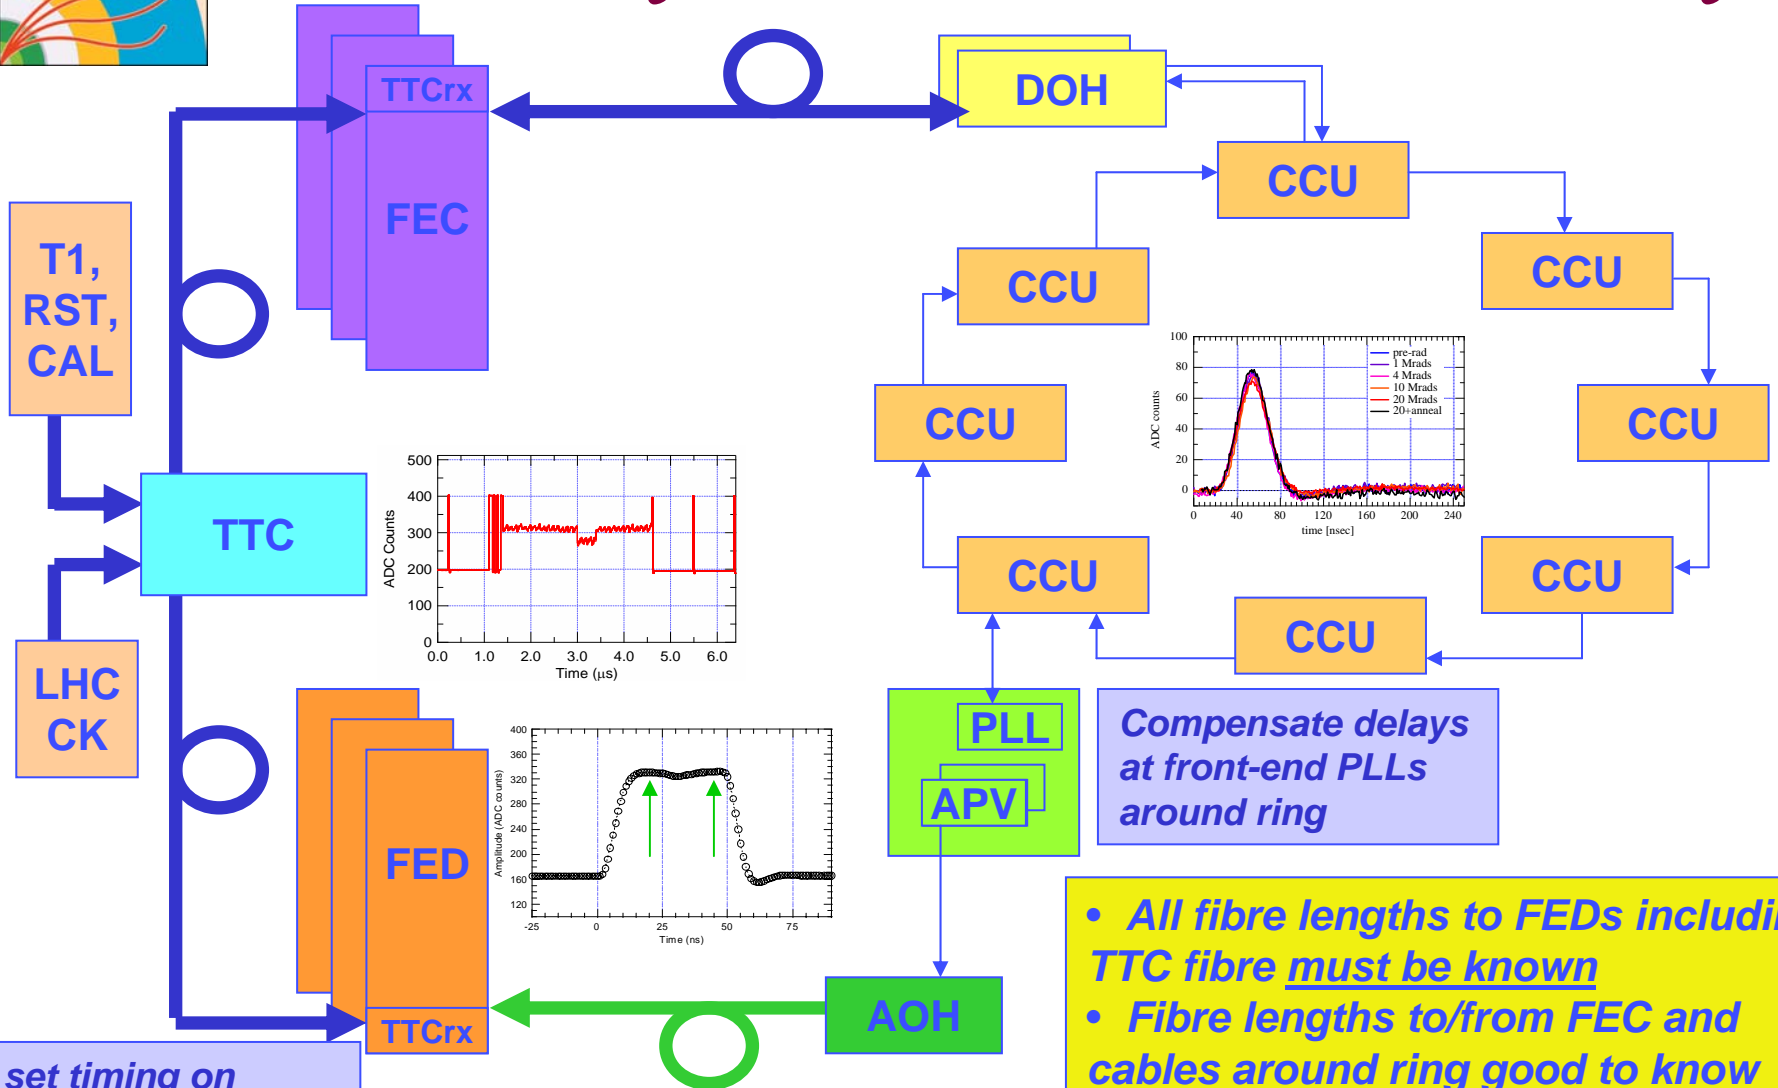 TTCrx
FEC
DOH
CCU
CCU
CCU
CCU
CCU
CCU
CCU
CCU
T1,
RST,
CAL
TTC
LHC
CK
100
80
60
40
20
0
ADC counts
pre-rad
1 Mrads
4 Mrads
10 Mrads
20 Mrads
20+anneal
0 40 80 120 160 200 240
time [nsec]
500
400
300
200
100
0
ADC Counts
0.0 1.0 2.0 3.0 4.0 5.0 6.0
Time (μs)
400
360
320
280
240
200
160
120
Amplitude (ADC counts)
-25 0 25 50 75
Time (ns)
FED
TTCrx
PLL
APV
AOH
Compensate delays
at front-end PLLs
around ring
• All fibre lengths to FEDs
TTC fibre must be known
• Fibre lengths to/from FEC and
cables around ring good to know
set timing on